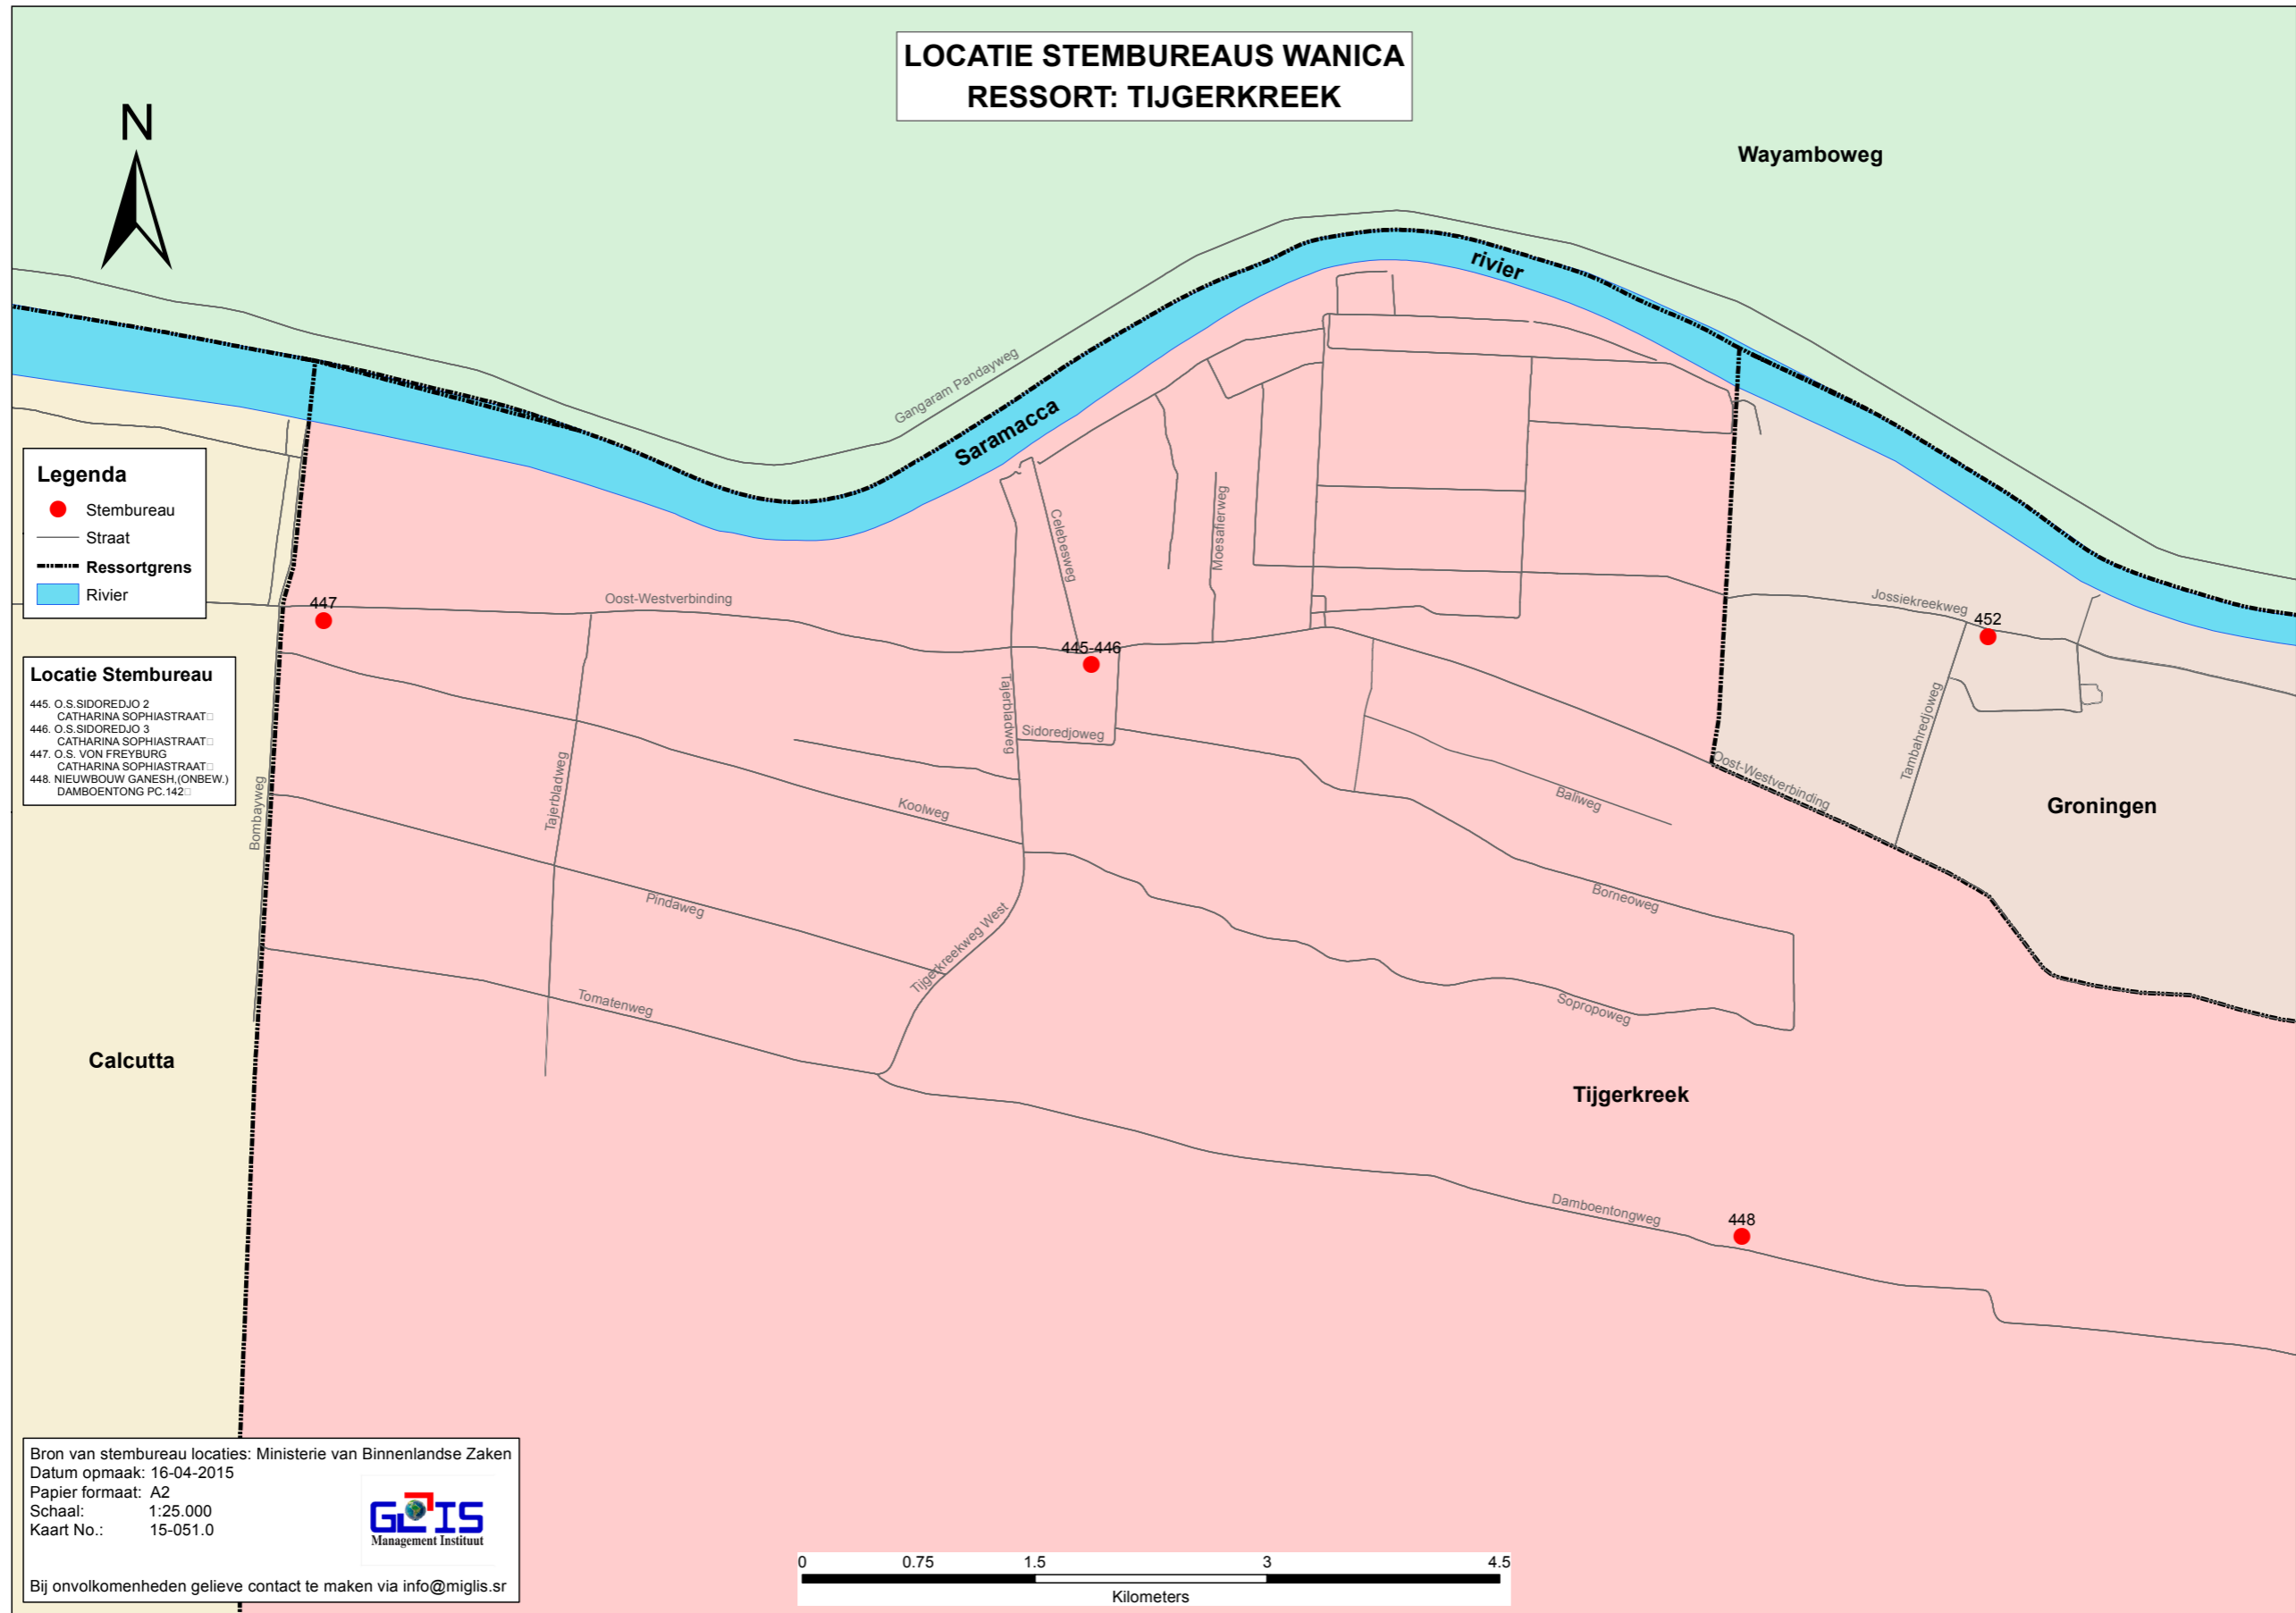 LOCATIE STEMBUREAUS WANICA
RESSORT: TIJGERKREEK
N
Wayamboweg
rivier
Gangaram Pandayweg
Saramacca
Legenda
Stembureau
Straat
Ressortgrens
Rivier
Celebesweg
Moesafierweg
447
Oost-Westverbinding
Jossiekreekweg
452
445-446
Locatie Stembureau
445. O.S.SIDOREDJO 2
CATHARINA SOPHIASTRAAT□
446. O.S.SIDOREDJO 3
CATHARINA SOPHIASTRAAT□
447. O.S. VON FREYBURG
CATHARINA SOPHIASTRAAT□
448. NIEUWBOUW GANESH,(ONBEW.)
DAMBOENTONG PC.142□
Tajerbladweg
Sidoredjoweg
Tambahredjoweg
Oost-Westverbinding
Bombayweg
Tajerbladweg
Koolweg
Baliweg
Groningen
Pindaweg
Borneoweg
Tijgerkreekweg West
Tomatenweg
Sopropoweg
Calcutta
Tijgerkreek
Damboentongweg
448
Bron van stembureau locaties: Ministerie van Binnenlandse Zaken
Datum opmaak: 16-04-2015
Papier formaat: A2
Schaal: 1:25.000
Kaart No.: 15-051.0
GLIS
Management Instituut
Bij onvolkomenheden gelieve contact te maken via info@miglis.sr
0 0.75 1.5 3 4.5
Kilometers